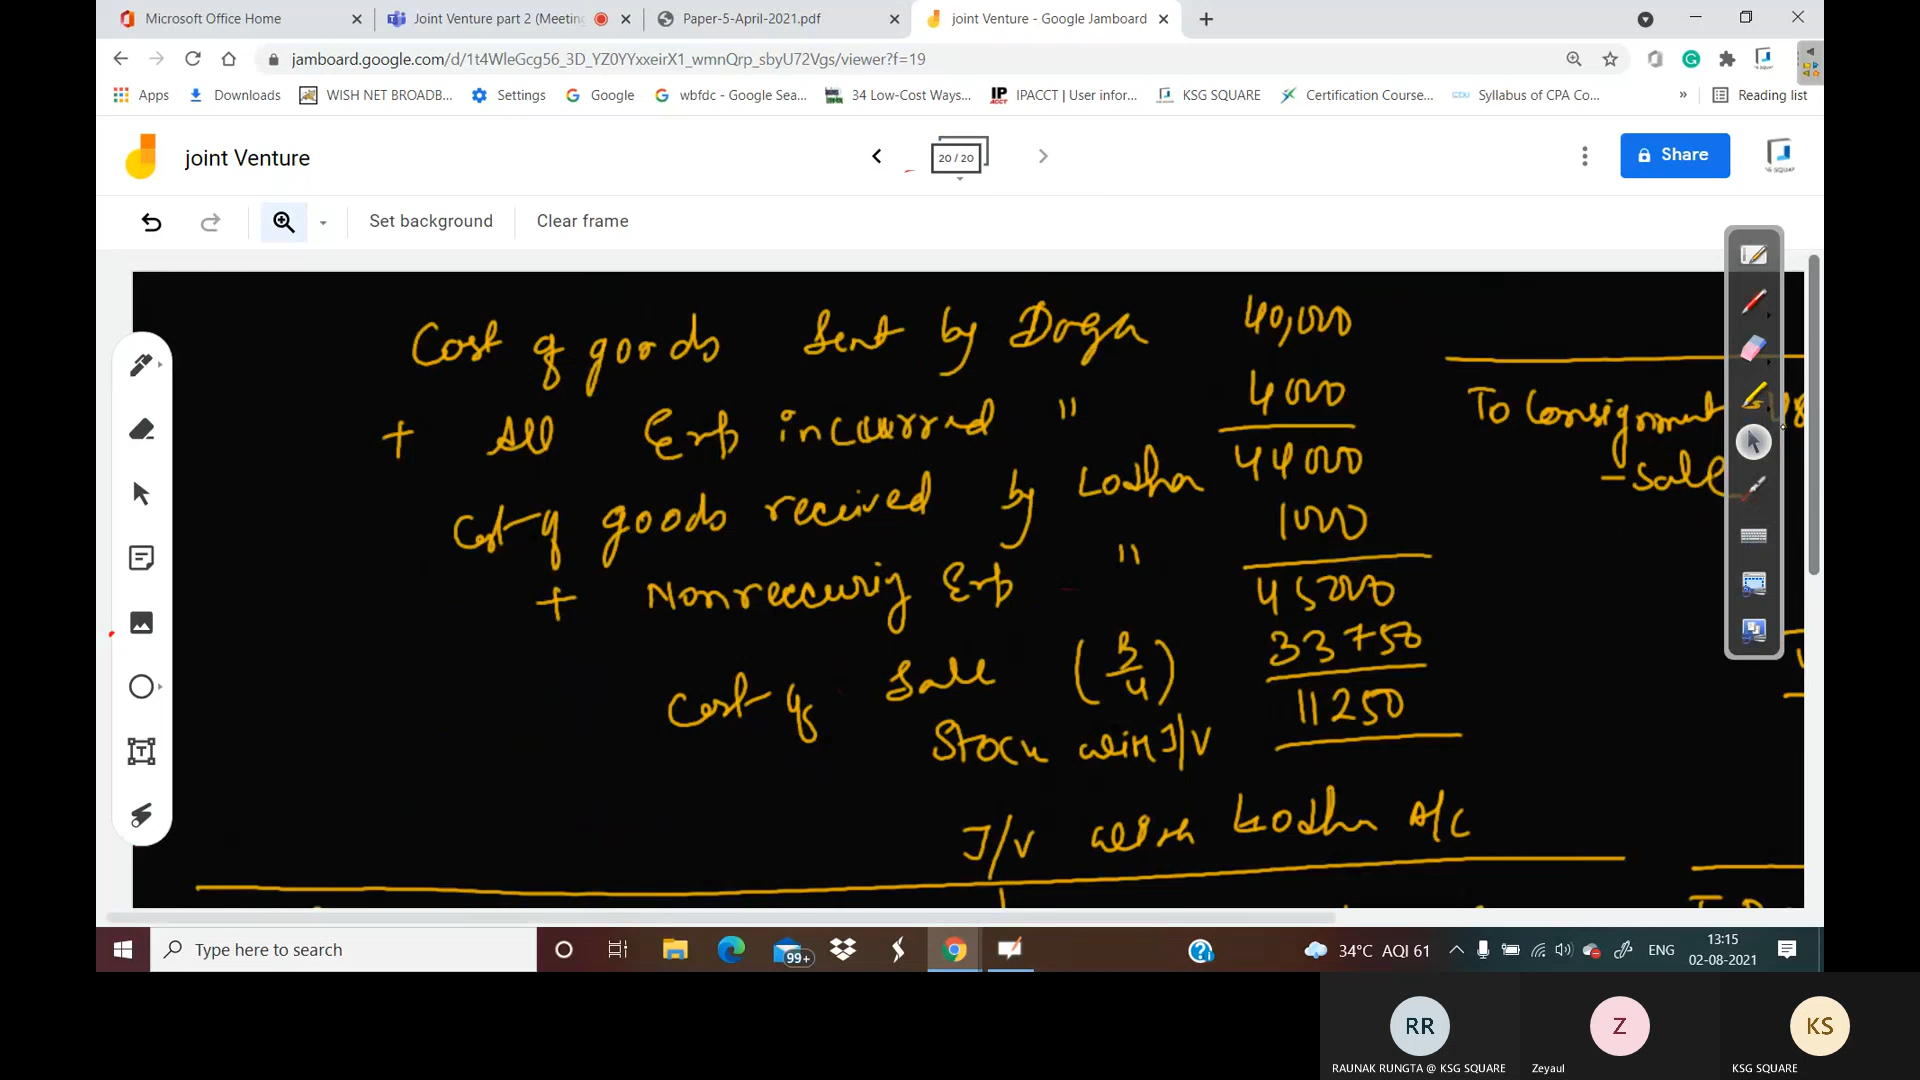 Microsoft Office Home
Joint Venture part 2 (Meetin
Paper-5-April-2021.pdf
joint Venture - Google Jamboard
jamboard.google.com/d/1t4WleGcg56_3D_YZ0YYxxeirX1_wmnQrp_sbyU72Vgs/viewer?f=19
Apps
Downloads
WISH NET BROADB...
Settings
Google
wbfdc - Google Sea...
34 Low-Cost Ways...
IPACCT | User infor...
KSG SQUARE
Certification Course...
Syllabus of CPA Co...
»
Reading list
joint Venture
20 / 20
Share
Set background
Clear frame
Cost of goods Sent by Daga 40,000
+ All Exp incurred " 4000
44000
Cost of goods received by Lodha
1000
+ Nonreccuring Exp "
45000
Cost of Sale (3/4) 33750
Stock with J/V 11250
J/V with Lodha A/C
To Consignment
- Sale
Type here to search
99+
34°C AQI 61
ENG
13:15
02-08-2021
RR
Z
KS
RAUNAK RUNGTA @ KSG SQUARE
Zeyaul
KSG SQUARE